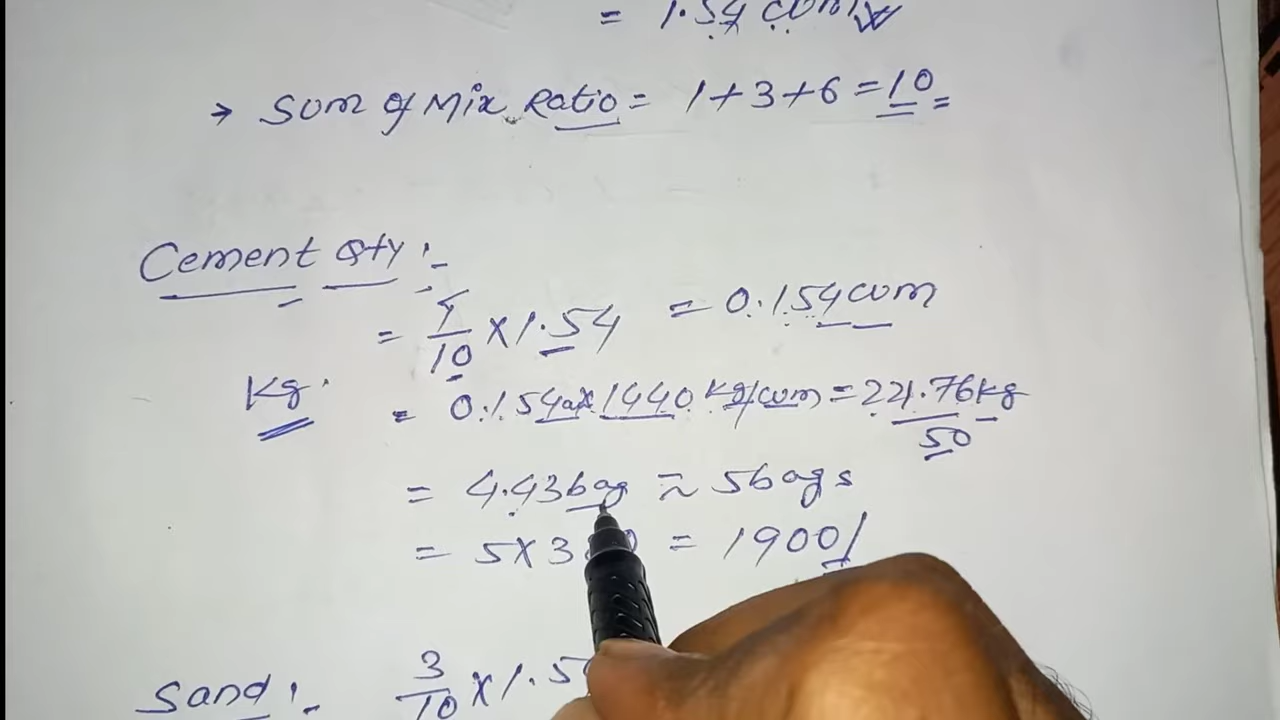 = 1.54 cum
→ Sum of Mix Ratio = 1+3+6 = 10
Cement Qty :-
= 1/10 × 1.54 = 0.154 cum
Kg. = 0.154 × 1440 kg/cum = 221.76 kg / 50
= 4.43 bag ≈ 5 bags
= 5 × 3 = 1900/
Sand :- 3/10 × 1.5